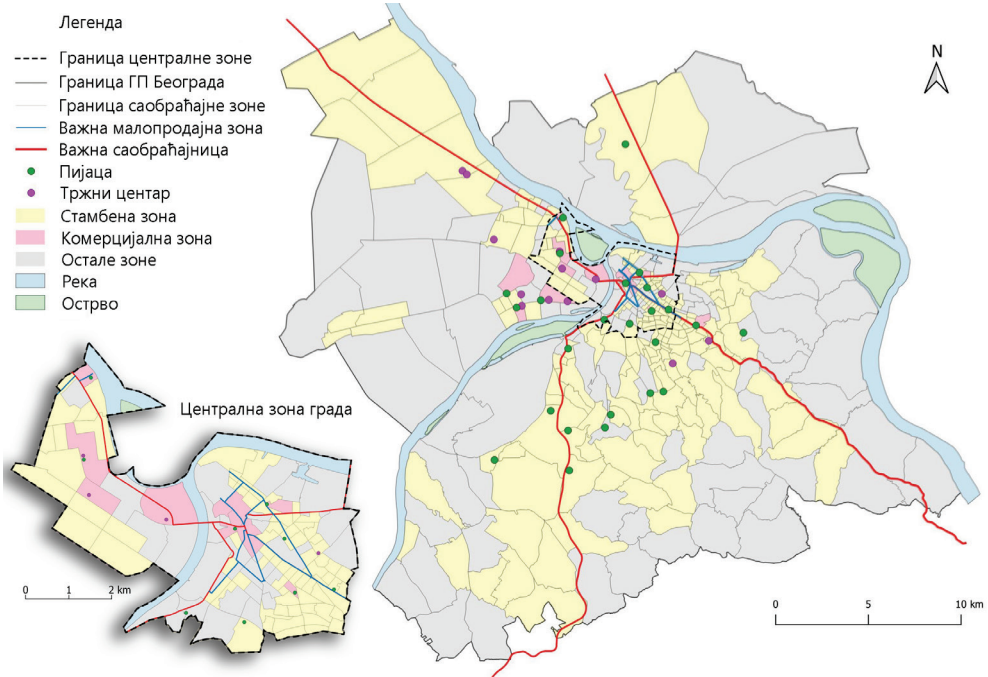 Легенда
Граница централне зоне
Граница ГП Београда
Граница саобраћајне зоне
Важна малопродајна зона
Важна саобраћајница
Пијаца
Тржни центар
Стамбена зона
Комерцијална зона
Остале зоне
Река
Острво
N
Централна зона града
0 1 2 km
0 5 10 km